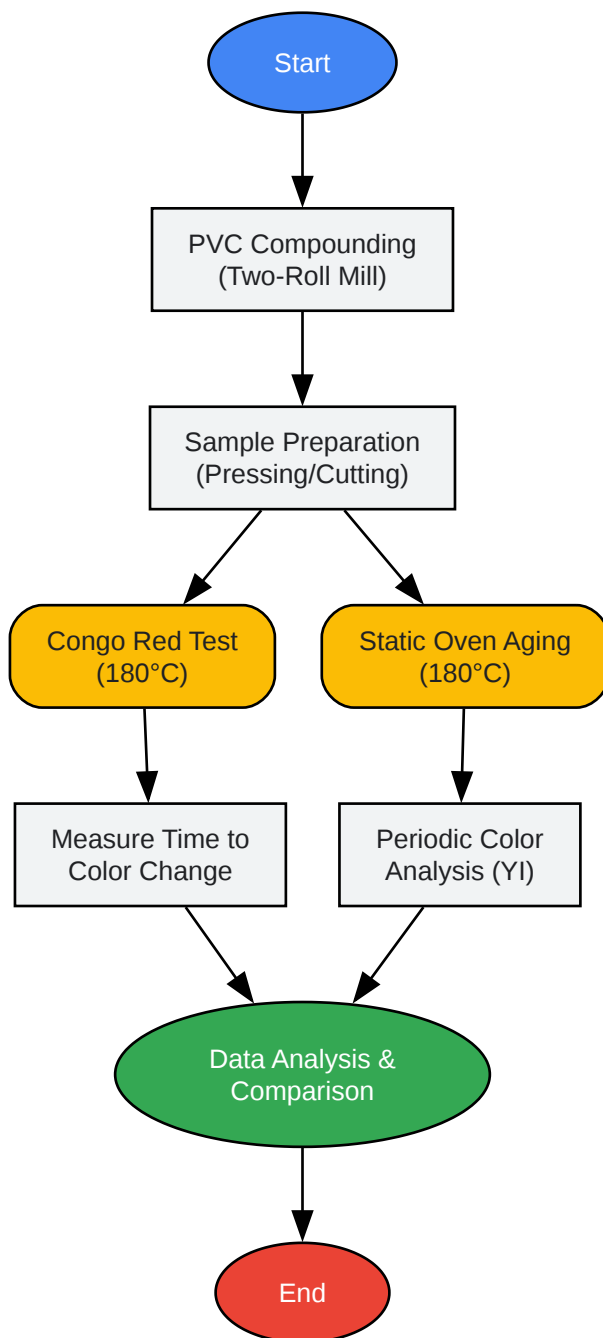 Start
PVC Compounding
(Two-Roll Mill)
Sample Preparation
(Pressing/Cutting)
Congo Red Test
(180°C)
Static Oven Aging
(180°C)
Measure Time to
Color Change
Periodic Color
Analysis (YI)
Data Analysis &
Comparison
End